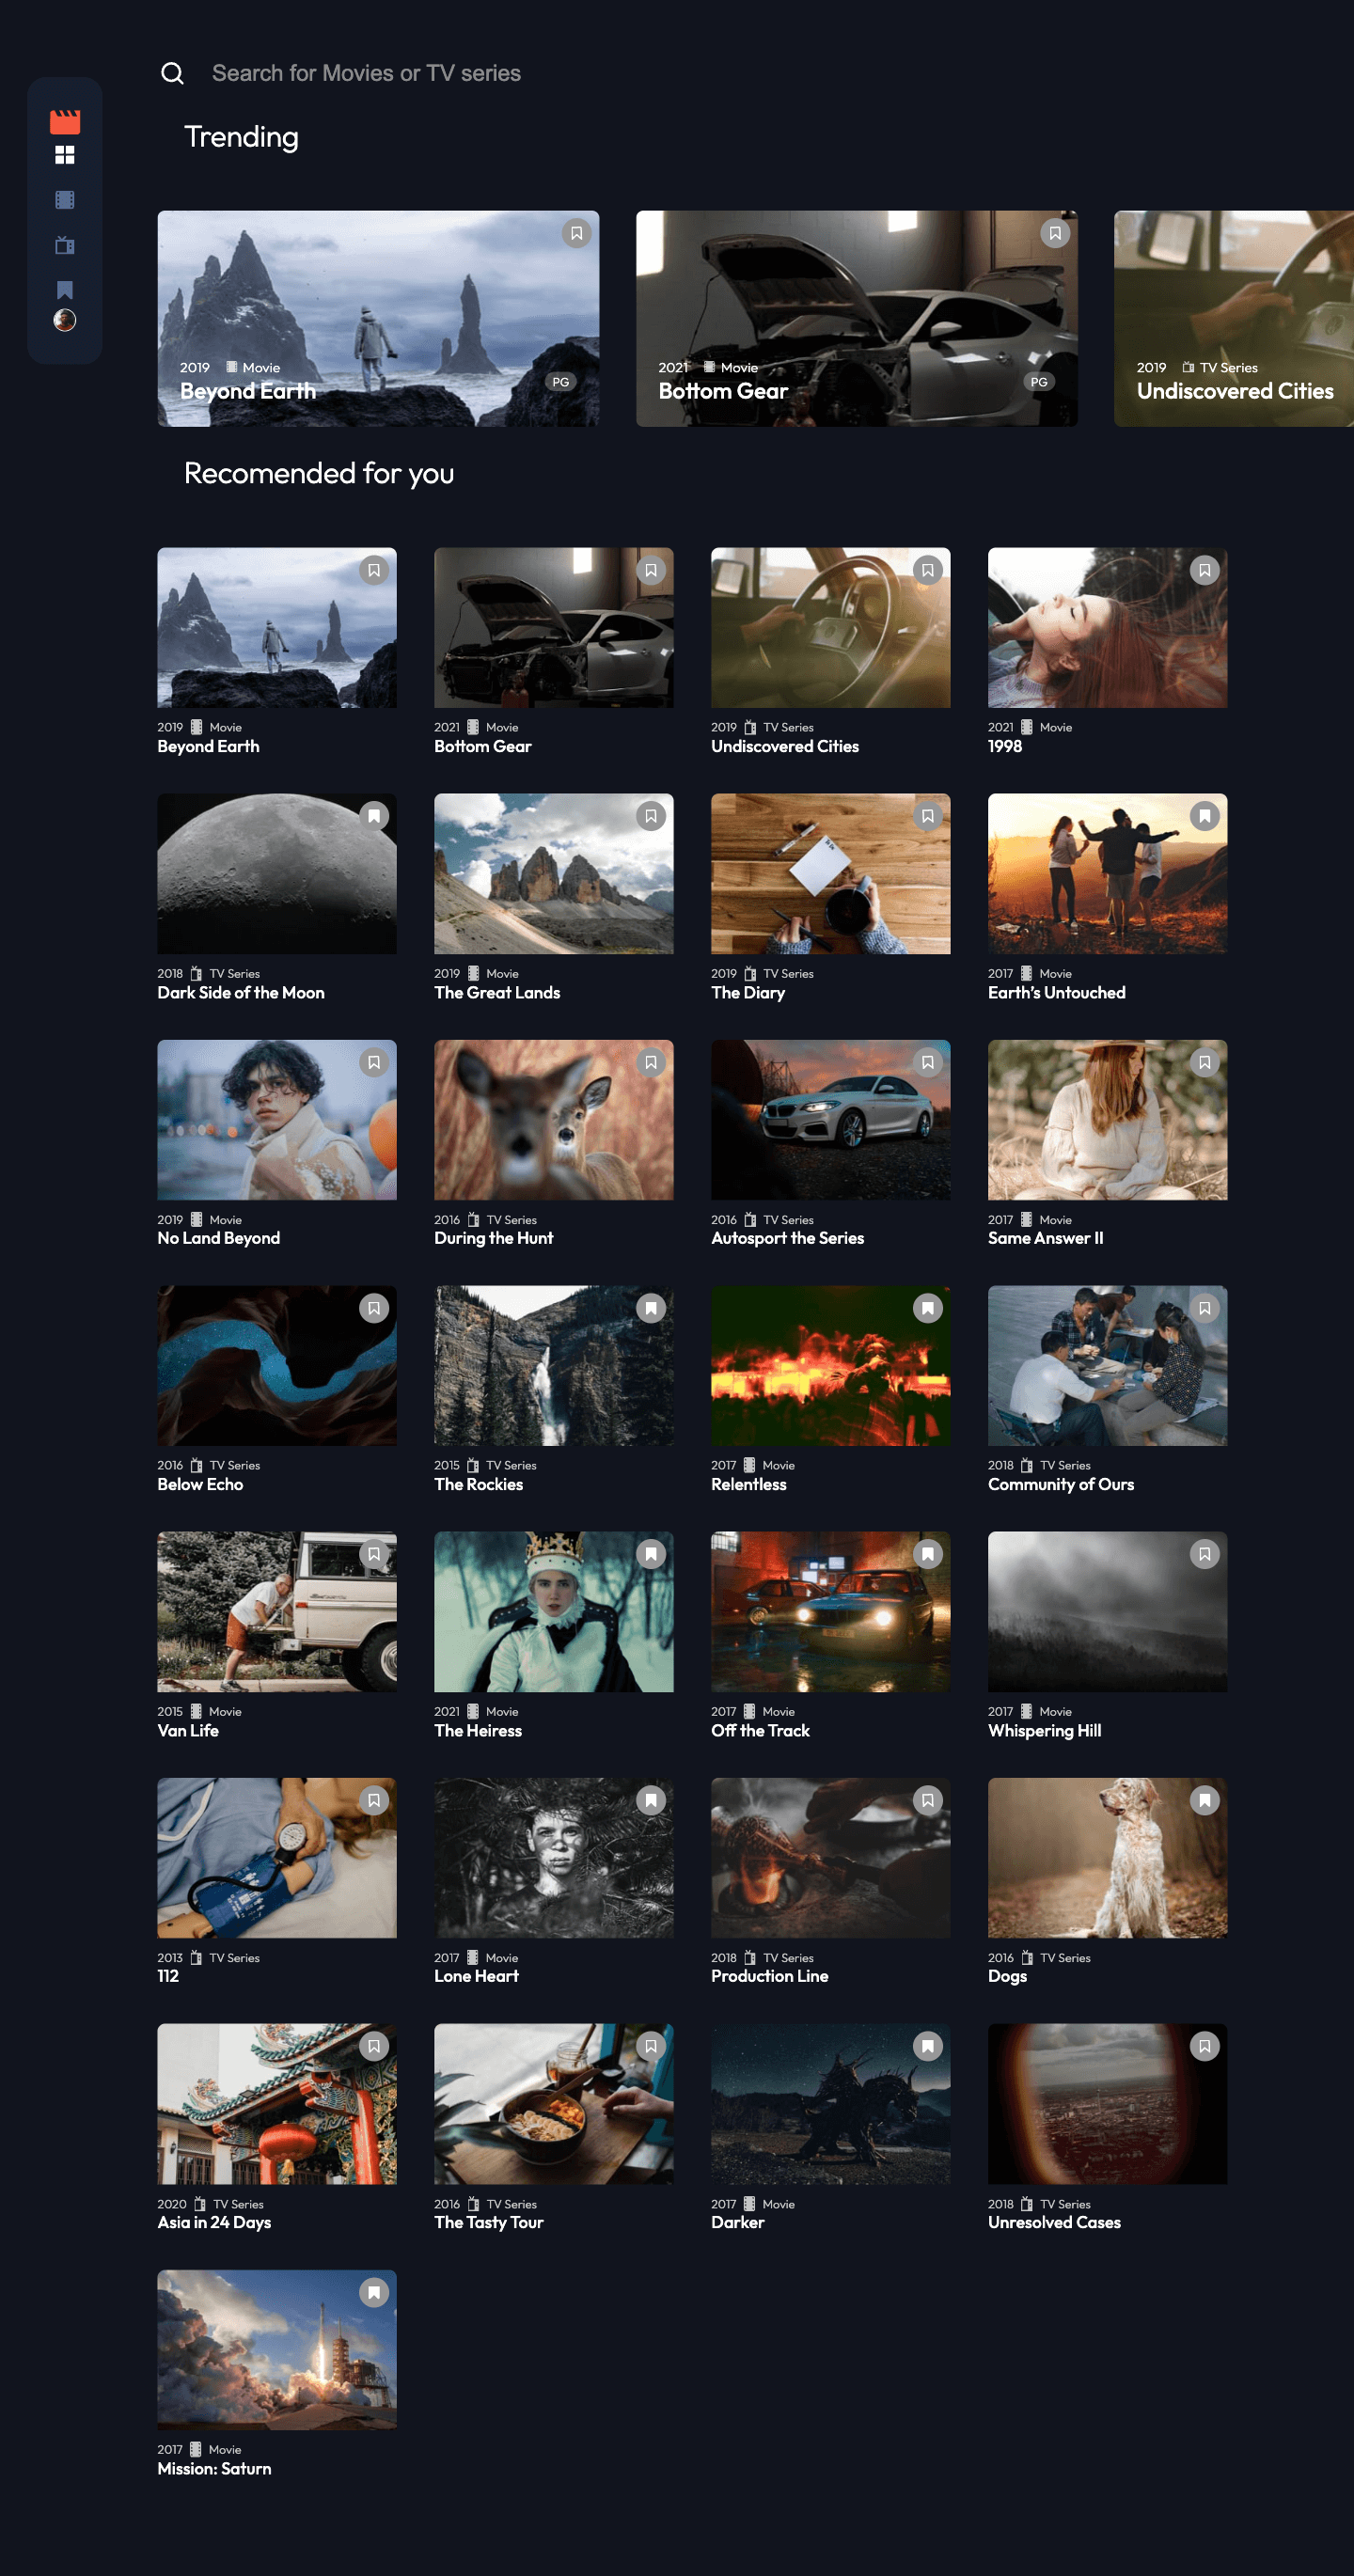 Search for Movies or TV series
Trending
2019 Movie
Beyond Earth
PG
2021 Movie
Bottom Gear
PG
2019 TV Series
Undiscovered Cities
Recomended for you
2019 Movie
Beyond Earth
2021 Movie
Bottom Gear
2019 TV Series
Undiscovered Cities
2021 Movie
1998
2018 TV Series
Dark Side of the Moon
2019 Movie
The Great Lands
2019 TV Series
The Diary
2017 Movie
Earth’s Untouched
2019 Movie
No Land Beyond
2016 TV Series
During the Hunt
2016 TV Series
Autosport the Series
2017 Movie
Same Answer II
2016 TV Series
Below Echo
2015 TV Series
The Rockies
2017 Movie
Relentless
2018 TV Series
Community of Ours
2015 Movie
Van Life
2021 Movie
The Heiress
2017 Movie
Off the Track
2017 Movie
Whispering Hill
2013 TV Series
112
2017 Movie
Lone Heart
2018 TV Series
Production Line
2016 TV Series
Dogs
2020 TV Series
Asia in 24 Days
2016 TV Series
The Tasty Tour
2017 Movie
Darker
2018 TV Series
Unresolved Cases
2017 Movie
Mission: Saturn